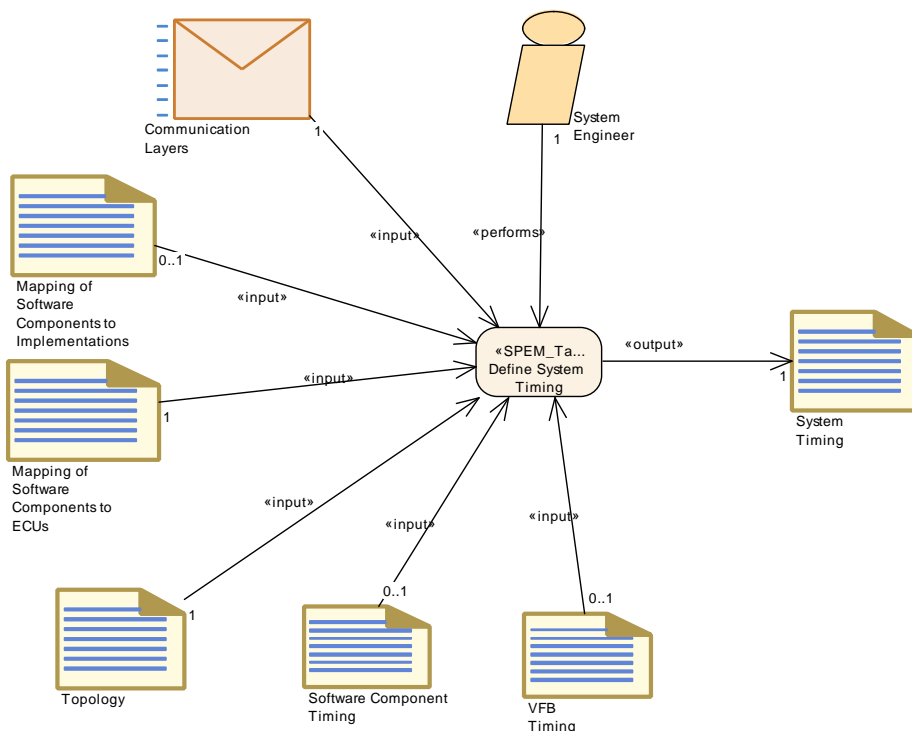 Communication
Layers
1
System
Engineer
1
«input»
«performs»
0..1
Mapping of
Software
Components to
Implementations
«input»
«SPEM_Ta...
Define System
Timing
«output»
1
System
Timing
«input»
1
Mapping of
Software
Components to
ECUs
«input»
1
Topology
«input»
0..1
Software Component
Timing
«input»
0..1
VFB
Timing